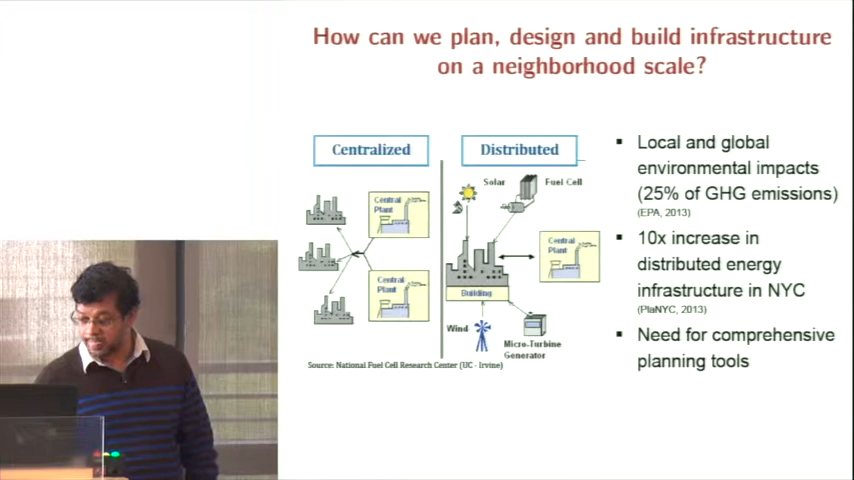 How can we plan, design and build infrastructure
on a neighborhood scale?
Centralized
Distributed
Central
Plant
Central
Plant
Solar
Fuel Cell
Central
Plant
Building
Wind
Micro-Turbine
Generator
Source: National Fuel Cell Research Center (UC - Irvine)
▪ Local and global
environmental impacts
(25% of GHG emissions)
(EPA, 2013)
▪ 10x increase in
distributed energy
infrastructure in NYC
(PlaNYC, 2013)
▪ Need for comprehensive
planning tools